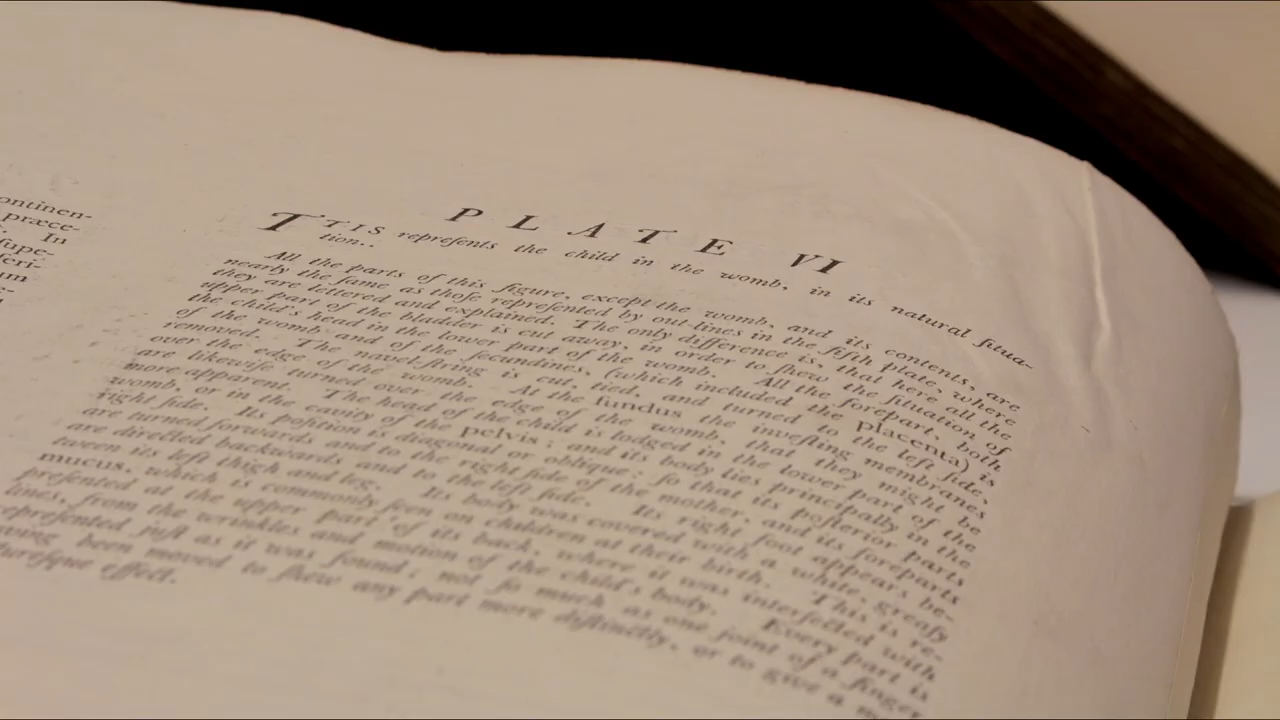 ontinen-
præce-
In
ſupe-
ſeri-
um
e-
PLATE VI
TTIS repreſents the child in the womb, in its natural ſitua-
tion..
All the parts of this figure, except the womb, and its contents, are
nearly the ſame as thoſe repreſented by out-lines in the fifth plate, where
they are lettered and explained. The only difference is, that here, all the
upper part of the bladder is cut away, in order to ſhew the ſituation of
the child's head in the lower part of the womb. All the forepart, both
of the womb and of the ſecundines, (which included the placenta) is
removed. The navel-ſtring is cut, tied, and turned to the left ſide,
over the edge of the womb. At the fundus the inveſting membranes
are likewiſe turned over the edge of the womb, that they might be
more apparent. The head of the child is lodged in the lower part of the
womb, or in the cavity of the pelvis; and its body lies principally in the
right ſide. Its poſition is diagonal or oblique; ſo that its poſterior parts
are turned forwards and to the right ſide of the mother, and its foreparts
are directed backwards and to the left ſide. Its right foot appears be-
tween its left thigh and leg. Its body was covered with a white, greaſy
mucus, which is commonly ſeen on children at their birth. This is re-
preſented at the upper part of its back, where it was interſected with
lines, from the wrinkles and motion of the child's body. Every part is
repreſented juſt as it was found; not ſo much as one joint of a finger
been moved to ſhew any part more diſtinctly, or to give a
effect.